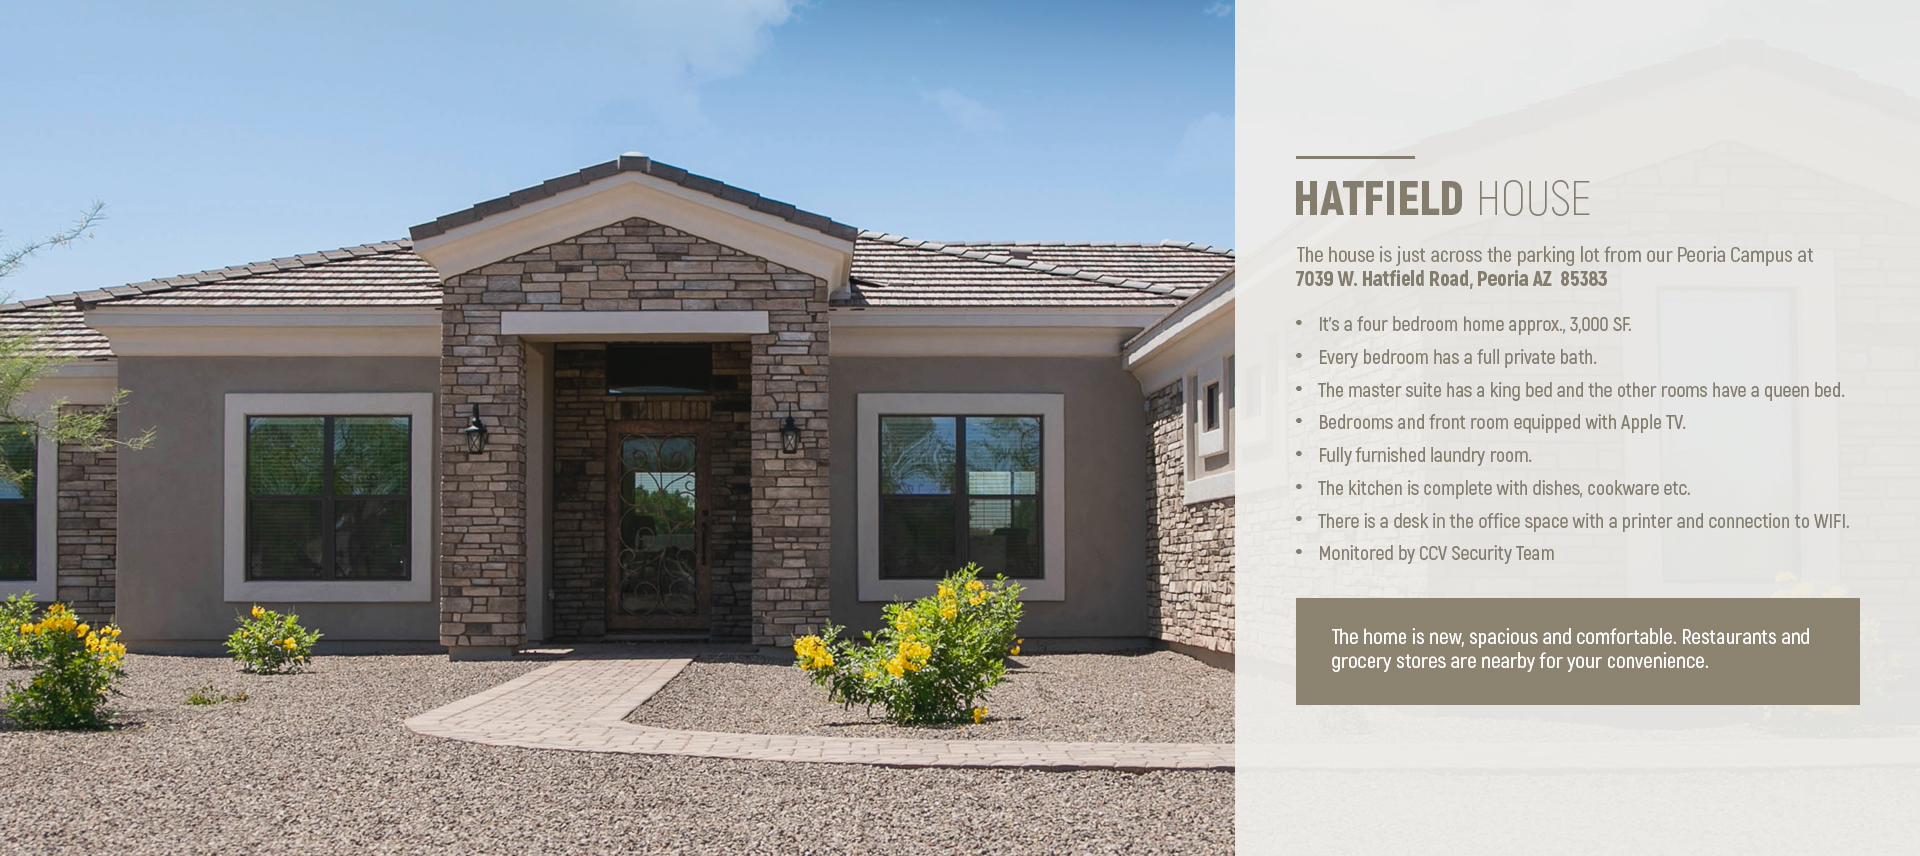 HATFIELD HOUSE
The house is just across the parking lot from our Peoria Campus at
7039 W. Hatfield Road, Peoria AZ  85383
• It's a four bedroom home approx., 3,000 SF.
• Every bedroom has a full private bath.
• The master suite has a king bed and the other rooms have a queen bed.
• Bedrooms and front room equipped with Apple TV.
• Fully furnished laundry room.
• The kitchen is complete with dishes, cookware etc.
• There is a desk in the office space with a printer and connection to WIFI.
• Monitored by CCV Security Team
The home is new, spacious and comfortable. Restaurants and
grocery stores are nearby for your convenience.